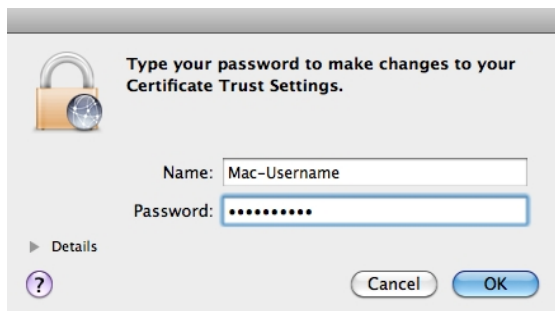 Type your password to make changes to your
Certificate Trust Settings.
Name: Mac-Username
Password: ••••••••••
Details
?
Cancel OK